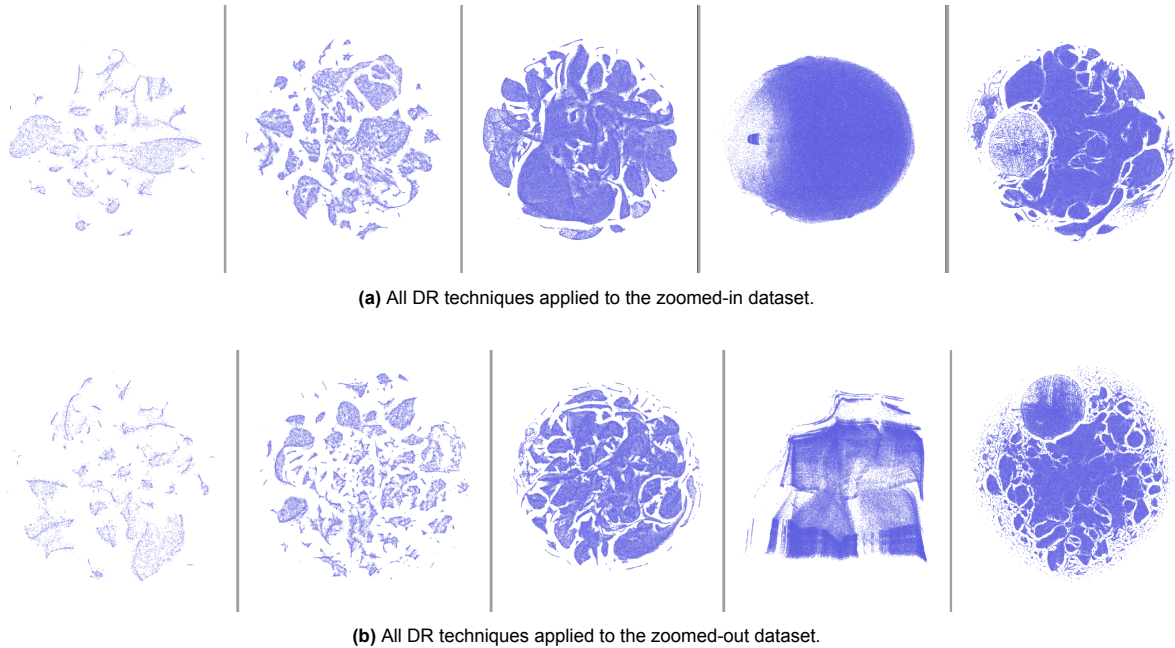 (a) All DR techniques applied to the zoomed-in dataset.
(b) All DR techniques applied to the zoomed-out dataset.